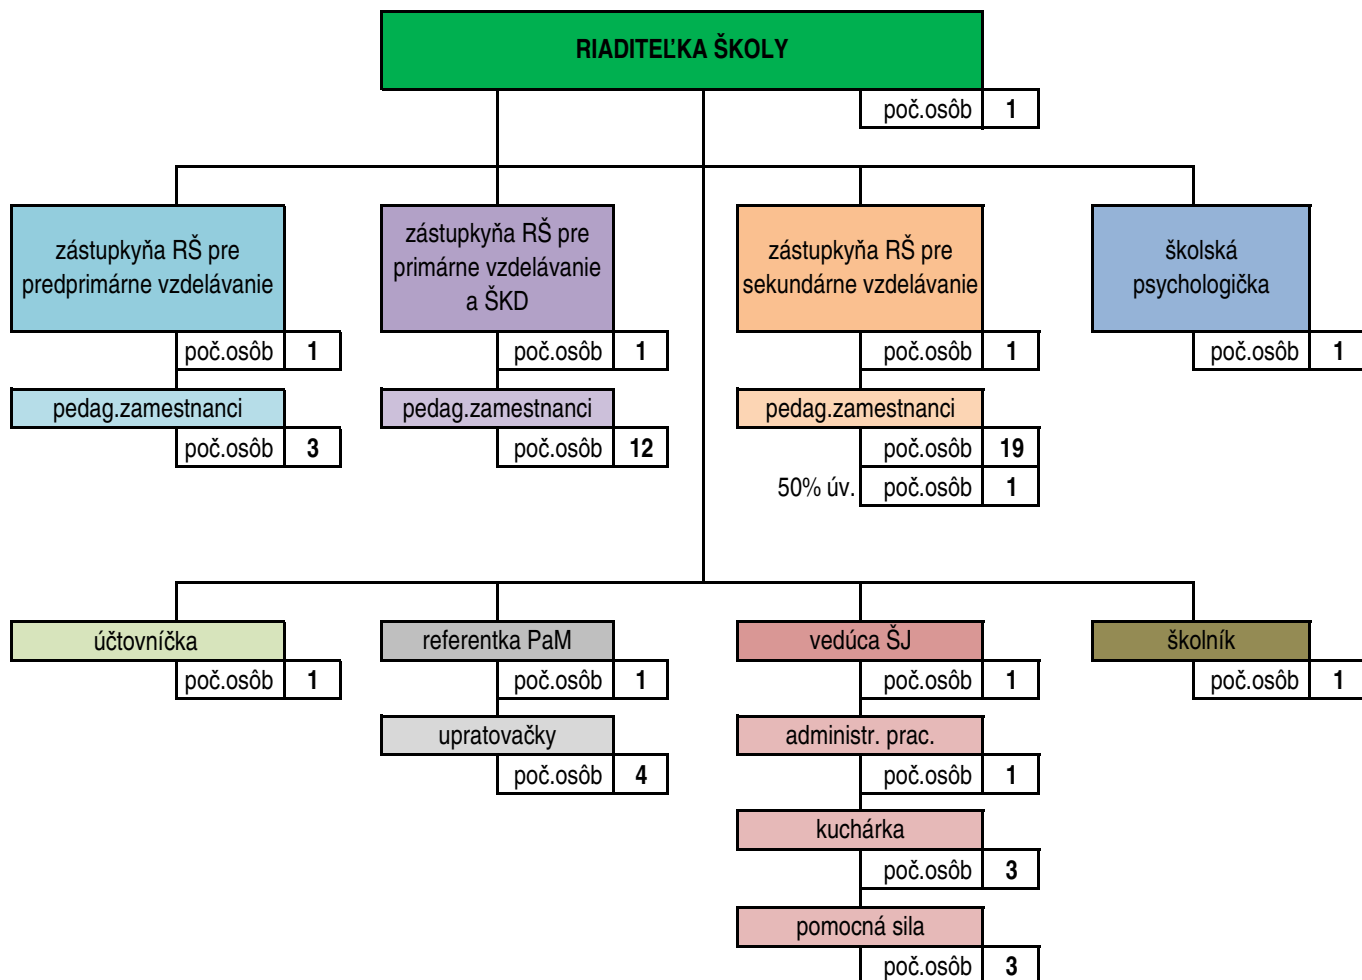 RIADITEĽKA ŠKOLY
poč.osôb 1
zástupkyňa RŠ pre
predprimárne vzdelávanie
poč.osôb 1
pedag.zamestnanci
poč.osôb 3
zástupkyňa RŠ pre
primárne vzdelávanie
a ŠKD
poč.osôb 1
pedag.zamestnanci
poč.osôb 12
zástupkyňa RŠ pre
sekundárne vzdelávanie
poč.osôb 1
pedag.zamestnanci
poč.osôb 19
50% úv. poč.osôb 1
školská
psychologička
poč.osôb 1
účtovníčka
poč.osôb 1
referentka PaM
poč.osôb 1
upratovačky
poč.osôb 4
vedúca ŠJ
poč.osôb 1
administr. prac.
poč.osôb 1
kuchárka
poč.osôb 3
pomocná sila
poč.osôb 3
školník
poč.osôb 1